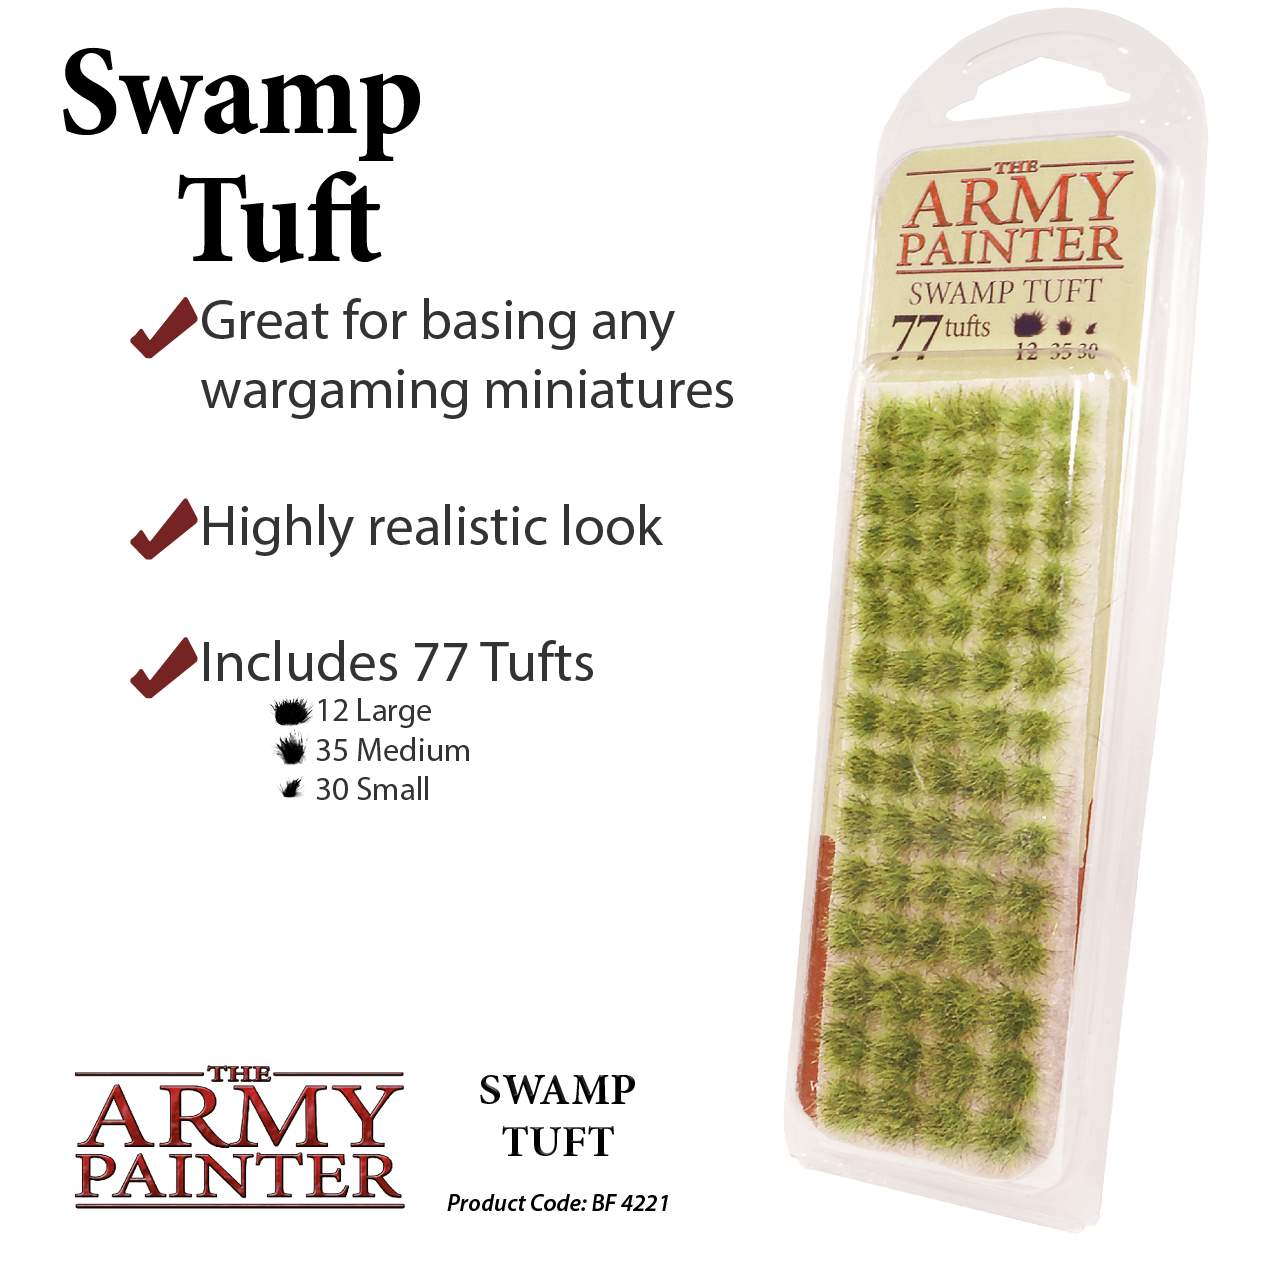 Swamp
Tuft
Great for basing any
wargaming miniatures
Highly realistic look
Includes 77 Tufts
12 Large
35 Medium
30 Small
THE
ARMY
PAINTER
SWAMP
TUFT
Product Code: BF 4221
THE
ARMY
PAINTER
SWAMP TUFT
77 tufts
12 35 30